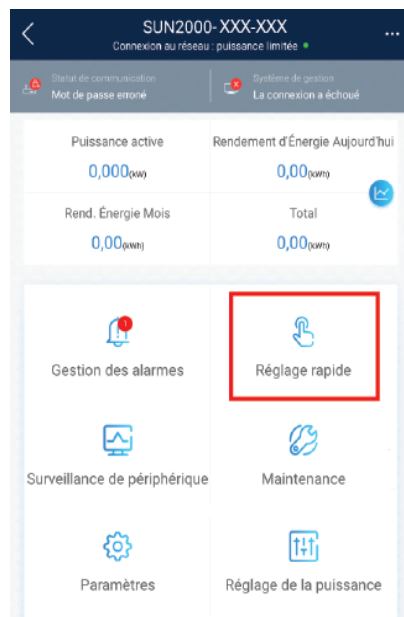 SUN2000-XXX-XXX
Connexion au réseau : puissance limitée
Statut de communication
Mot de passe erroné
Système de gestion
La connexion a échoué
Puissance active
Rendement d'Énergie Aujourd'hui
0,000(kW)
0,00(kWh)
Rend. Énergie Mois
Total
0,00(kWh)
0,00(kWh)
1
Gestion des alarmes
Réglage rapide
Surveillance de périphérique
Maintenance
Paramètres
Réglage de la puissance